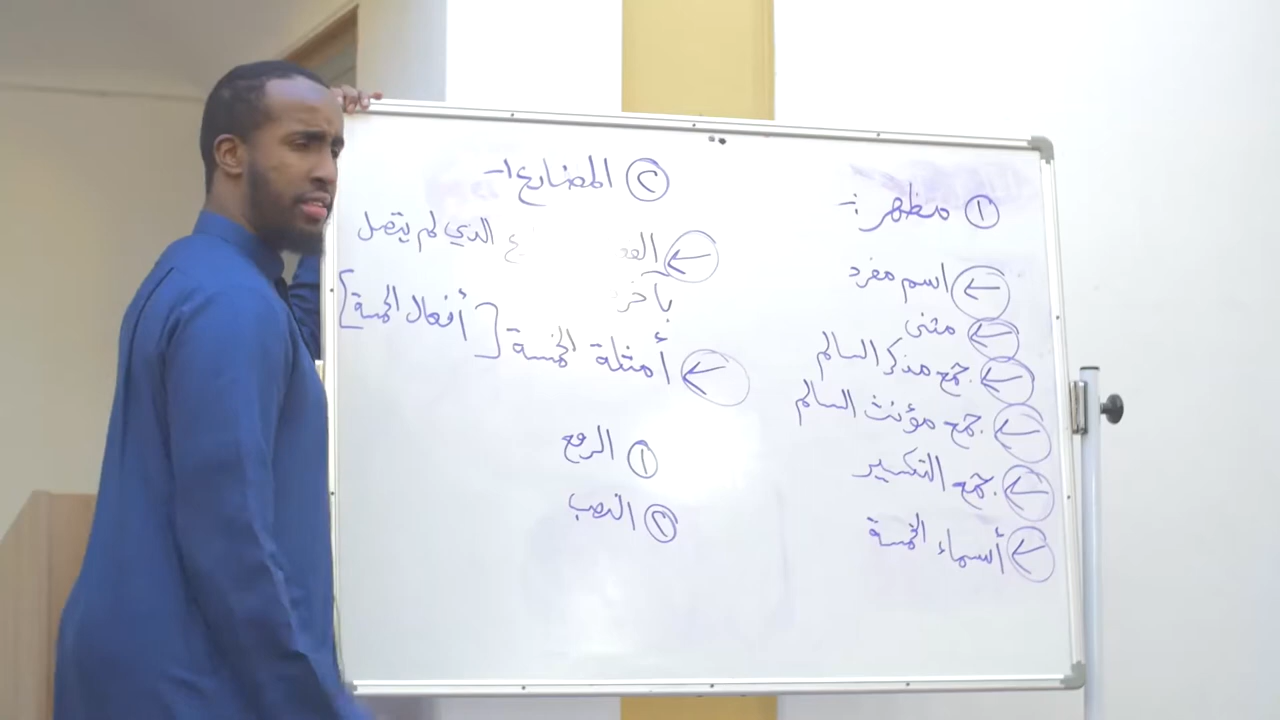 ① مظهر :-
← اسم مفرد
← مثنى
← جمع مذكر السالم
← جمع مؤنث السالم
← جمع التكسير
← أسماء الخمسة
② المضارع :-
← الذي لم يتصل
بآخر
← أمثلة الخمسة [أفعال الخمسة]
① الرفع
② النصب